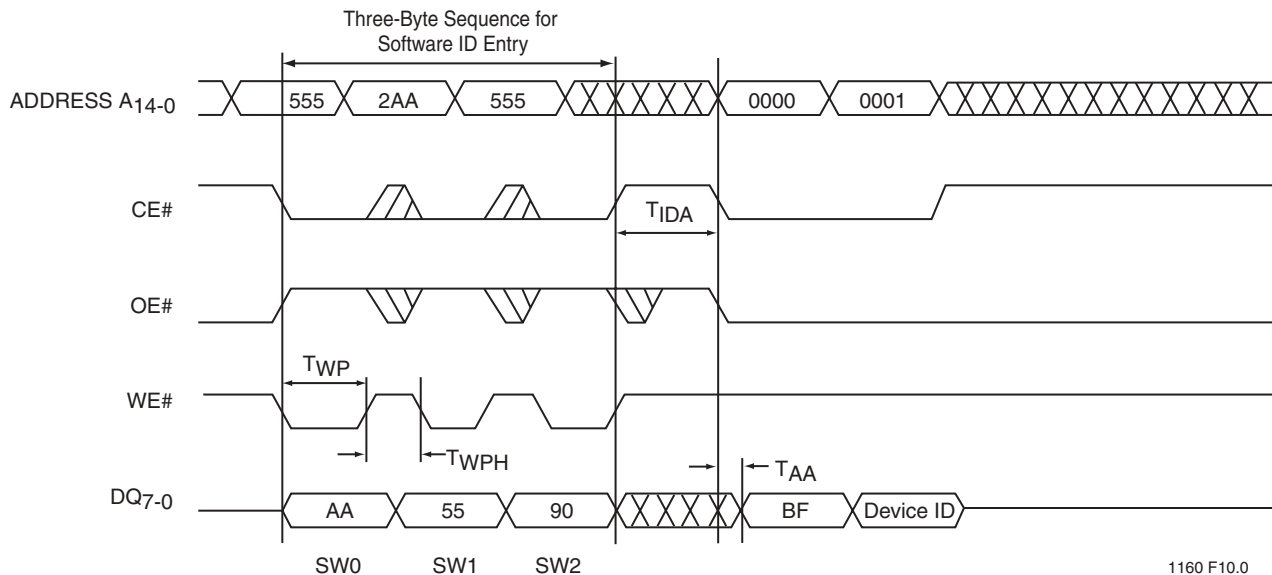 Three-Byte Sequence for
Software ID Entry
ADDRESS A14-0
555 2AA 555 0000 0001
CE#
TIDA
OE#
TWP
WE#
TWPH
TAA
DQ7-0
AA 55 90 BF Device ID
SW0 SW1 SW2
1160 F10.0